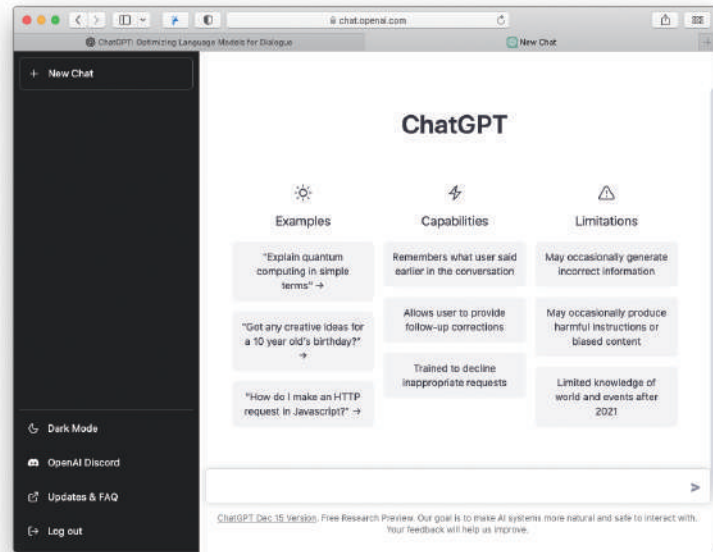 chat.openai.com
ChatGPT: Optimizing Language Models for Dialogue
New Chat
+ New Chat
ChatGPT
Examples
Capabilities
Limitations
"Explain quantum
computing in simple
terms" →
"Got any creative ideas for
a 10 year old's birthday?"
→
"How do I make an HTTP
request in Javascript?" →
Remembers what user said
earlier in the conversation
Allows user to provide
follow-up corrections
Trained to decline
inappropriate requests
May occasionally generate
incorrect information
May occasionally produce
harmful instructions or
biased content
Limited knowledge of
world and events after
2021
Dark Mode
OpenAI Discord
Updates & FAQ
Log out
ChatGPT Dec 15 Version. Free Research Preview. Our goal is to make AI systems more natural and safe to interact with.
Your feedback will help us improve.